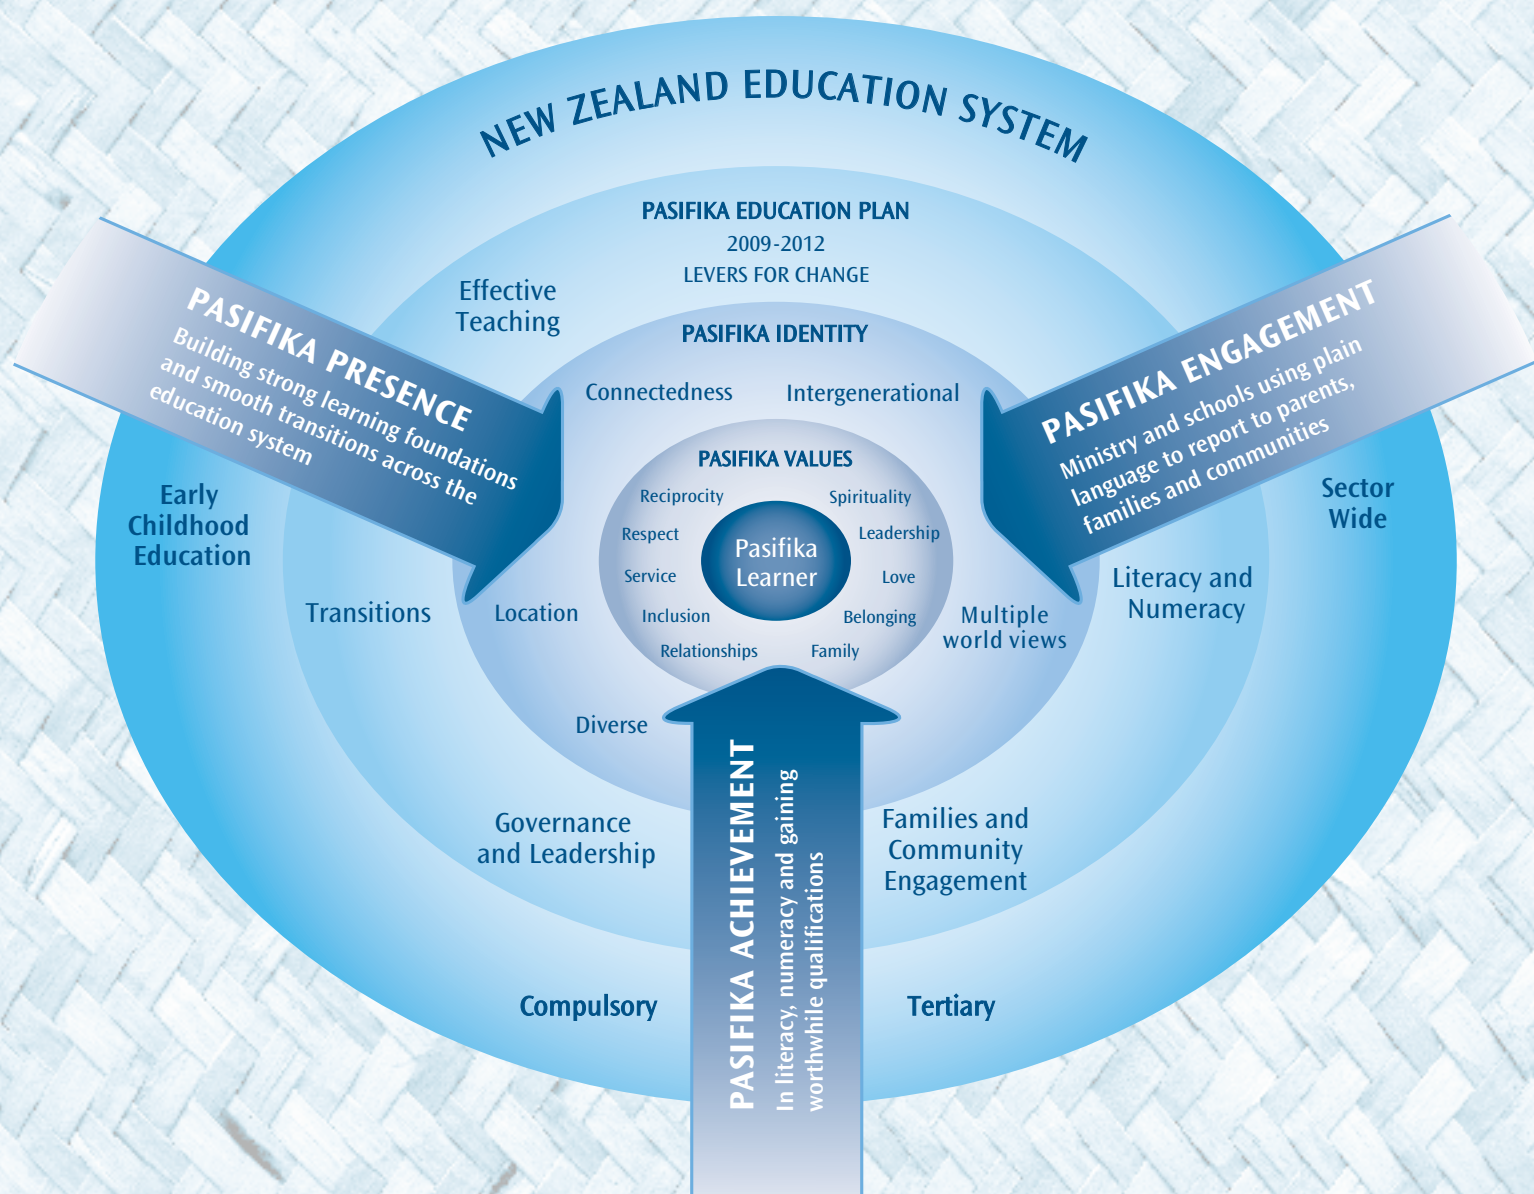 NEW ZEALAND EDUCATION SYSTEM
PASIFIKA EDUCATION PLAN
2009-2012
LEVERS FOR CHANGE
Effective
Teaching
PASIFIKA PRESENCE
Building strong learning foundations
and smooth transitions across the
education system
PASIFIKA ENGAGEMENT
Ministry and schools using plain
language to report to parents,
families and communities
PASIFIKA IDENTITY
Connectedness
Intergenerational
PASIFIKA VALUES
Reciprocity
Spirituality
Respect
Leadership
Pasifika
Learner
Service
Love
Inclusion
Belonging
Relationships
Family
Early
Childhood
Education
Sector
Wide
Transitions
Location
Multiple
world views
Literacy and
Numeracy
Diverse
Governance
and Leadership
Families and
Community
Engagement
PASIFIKA ACHIEVEMENT
In literacy, numeracy and gaining
worthwhile qualifications
Compulsory
Tertiary